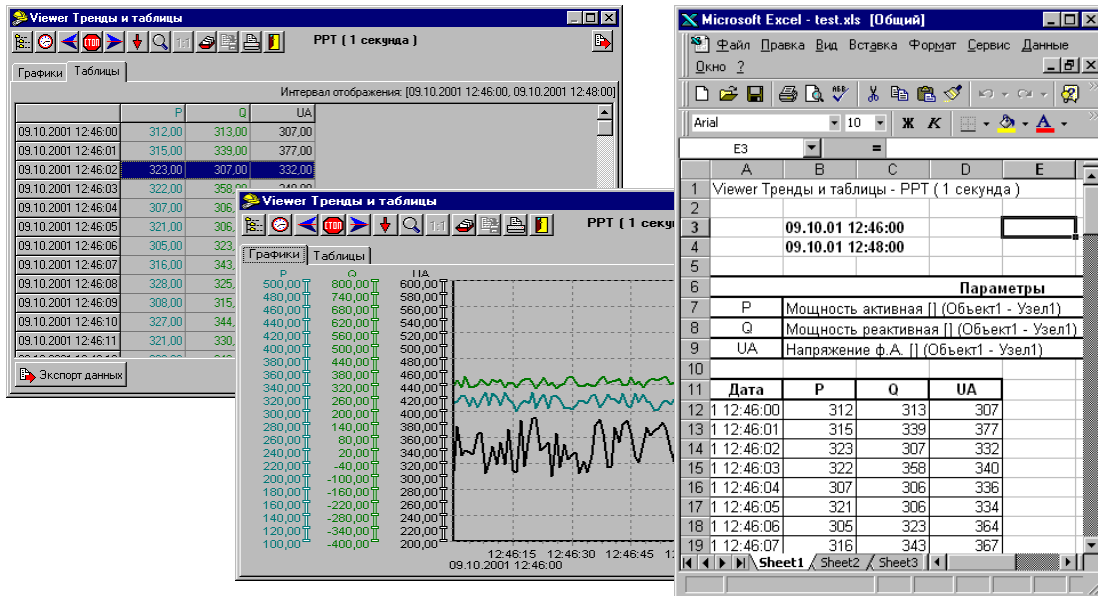 Viewer Тренды и таблицы
PPT ( 1 секунда )
Графики Таблицы
Интервал отображения: [09.10.2001 12:46:00, 09.10.2001 12:48:00]
P Q UA
09.10.2001 12:46:00 312,00 313,00 307,00
09.10.2001 12:46:01 315,00 339,00 377,00
09.10.2001 12:46:02 323,00 307,00 332,00
09.10.2001 12:46:03 322,00
09.10.2001 12:46:04 307,00 306,
09.10.2001 12:46:05 321,00 306,
09.10.2001 12:46:06 305,00 323,
09.10.2001 12:46:07 316,00 343,
09.10.2001 12:46:08 328,00 325,
09.10.2001 12:46:09 308,00 315,
09.10.2001 12:46:10 327,00 344,
09.10.2001 12:46:11 321,00 330,
Экспорт данных
Viewer Тренды и таблицы
STOP
1:1
PPT ( 1 секу
Графики Таблицы
P Q UA
500,00 800,00 600,00
480,00 740,00 580,00
460,00 680,00 560,00
440,00 620,00 540,00
420,00 560,00 520,00
400,00 500,00 500,00
380,00 440,00 480,00
360,00 380,00 460,00
340,00 320,00 440,00
320,00 260,00 420,00
300,00 200,00 400,00
280,00 140,00 380,00
260,00 80,00 360,00
240,00 20,00 340,00
220,00 -40,00 320,00
200,00 -100,00 300,00
180,00 -160,00 280,00
160,00 -220,00 260,00
140,00 -280,00 240,00
120,00 -340,00 220,00
100,00 -400,00 200,00
12:46:15 12:46:30 12:46:45
09.10.2001 12:46:00
Microsoft Excel - test.xls [Общий]
Файл Правка Вид Вставка Формат Сервис Данные
Окно ?
Arial 10 Ж К
E3 =
A B C D E
1 Viewer Тренды и таблицы - PPT ( 1 секунда )
2
3 09.10.01 12:46:00
4 09.10.01 12:48:00
5
6 Параметры
7 P Мощность активная [] (Объект1 - Узел1)
8 Q Мощность реактивная [] (Объект1 - Узел1)
9 UA Напряжение ф.А. [] (Объект1 - Узел1)
10
11 Дата P Q UA
12 1 12:46:00 312 313 307
13 1 12:46:01 315 339 377
14 1 12:46:02 323 307 332
15 1 12:46:03 322 358 340
16 1 12:46:04 307 306 336
17 1 12:46:05 321 306 334
18 1 12:46:06 305 323 364
19 1 12:46:07 316 343 367
Sheet1 Sheet2 Sheet3